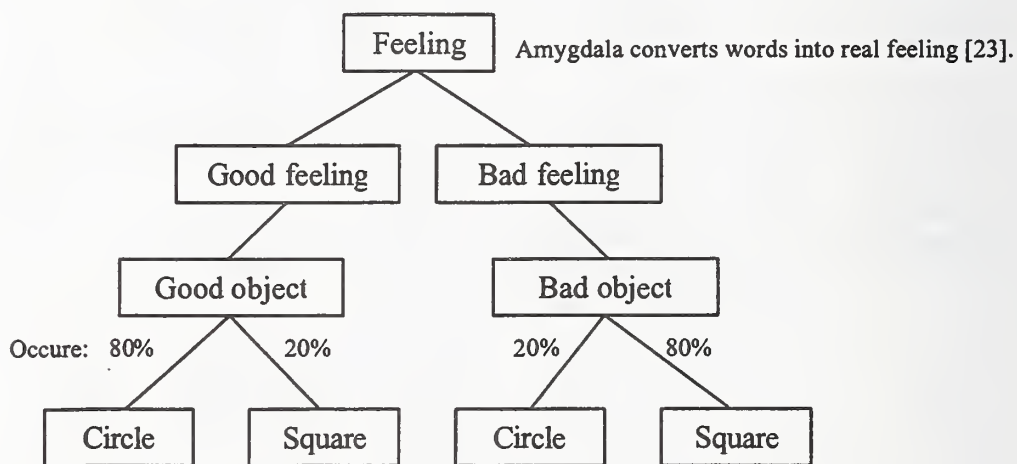 Feeling
Amygdala converts words into real feeling [23].
Good feeling
Bad feeling
Good object
Bad object
Occure: 80% 20% 20% 80%
Circle
Square
Circle
Square